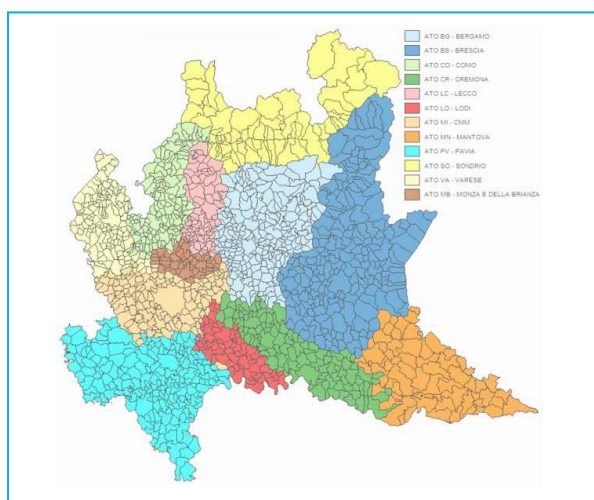 ATO BG - BERGAMO
ATO BS - BRESCIA
ATO CO - COMO
ATO CR - CREMONA
ATO LC - LECCO
ATO LO - LODI
ATO MI - CMM
ATO MN - MANTOVA
ATO PV - PAVIA
ATO SO - SONDRIO
ATO VA - VARESE
ATO MB - MONZA E DELLA BRIANZA